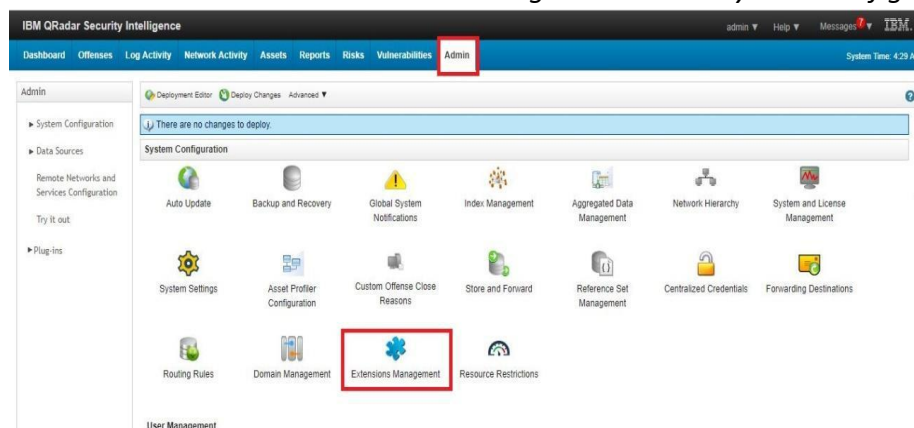 IBM QRadar Security Intelligence
admin ▼ Help ▼ Messages 7 ▼ IBM.
Dashboard Offenses Log Activity Network Activity Assets Reports Risks Vulnerabilities Admin
System Time: 4:29 A
Admin
Deployment Editor Deploy Changes Advanced ▼
System Configuration
Data Sources
Remote Networks and
Services Configuration
Try it out
Plug-ins
There are no changes to deploy.
System Configuration
Auto Update
Backup and Recovery
Global System
Notifications
Index Management
Aggregated Data
Management
Network Hierarchy
System and License
Management
System Settings
Asset Profiler
Configuration
Custom Offense Close
Reasons
Store and Forward
Reference Set
Management
Centralized Credentials
Forwarding Destinations
Routing Rules
Domain Management
Extensions Management
Resource Restrictions
User Management